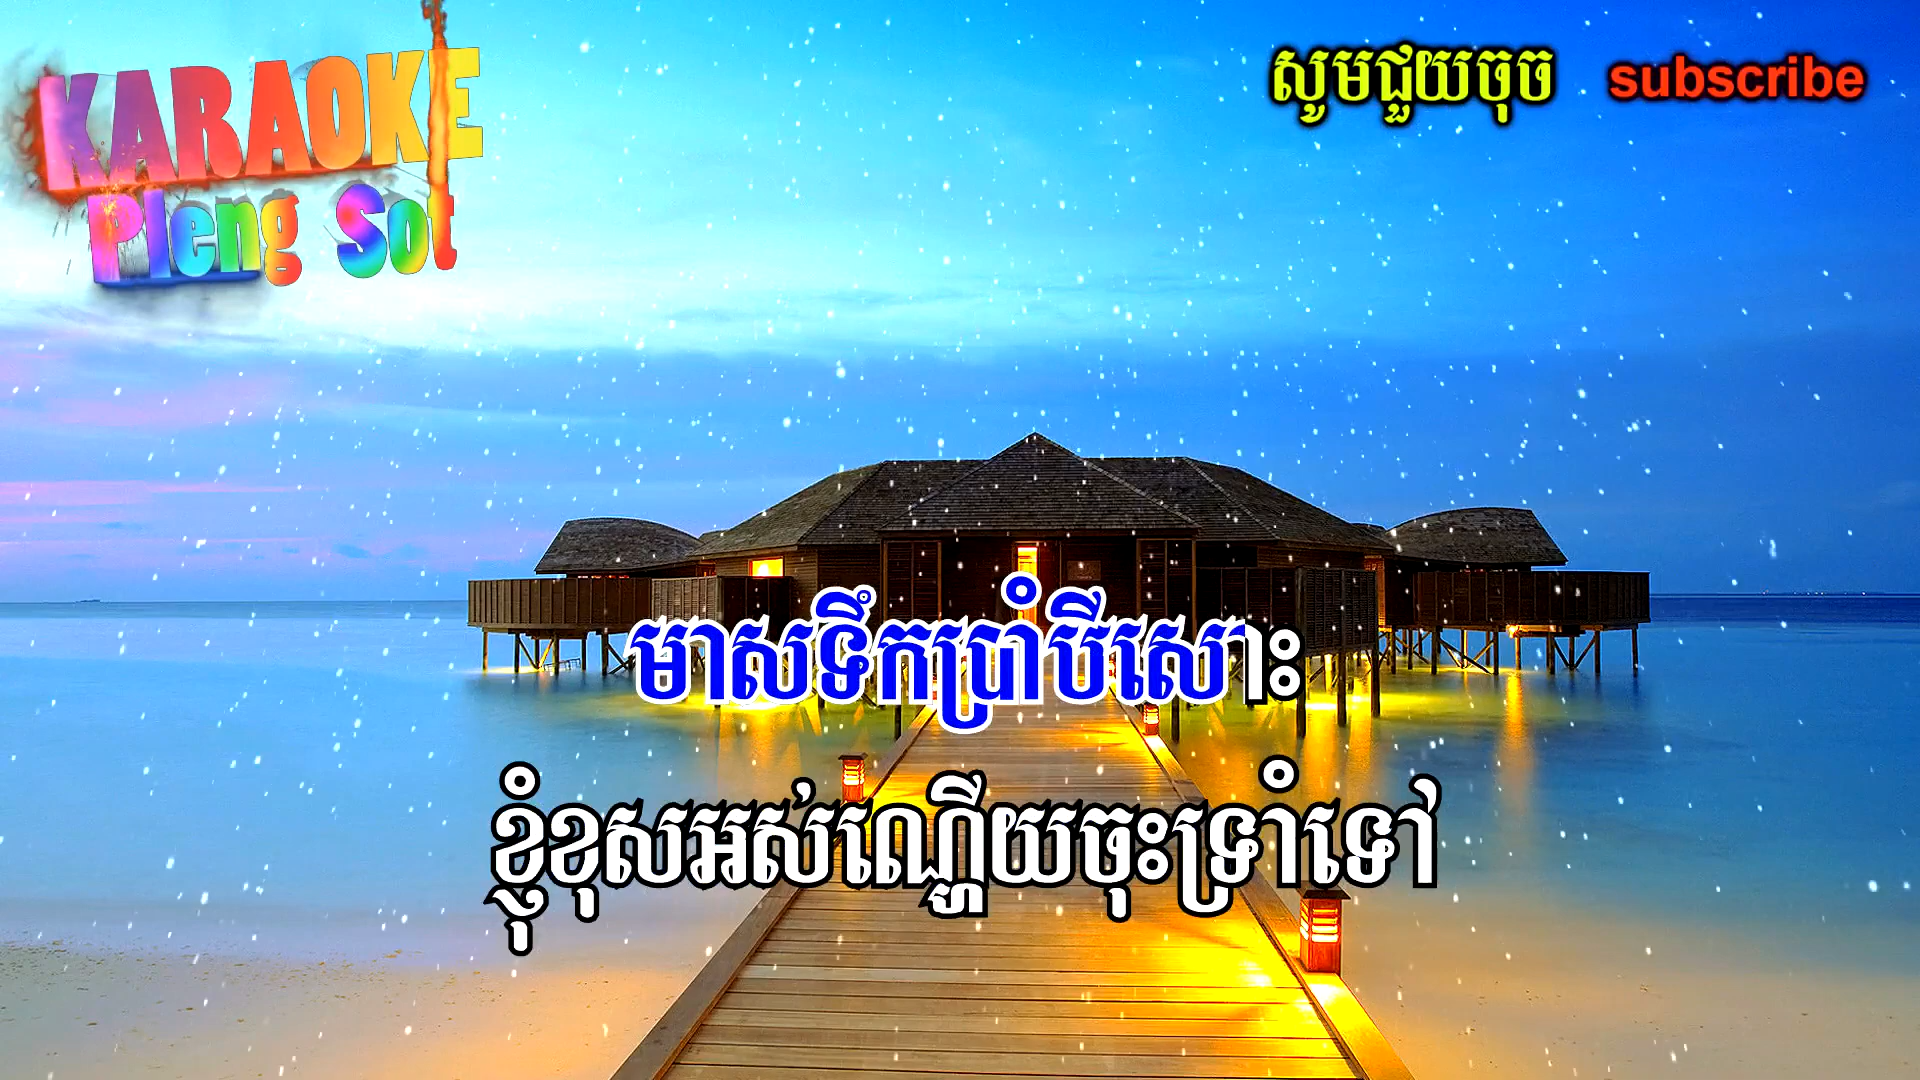 KARAOKE
Pleng Sot
សូមជួយចុច subscribe
មាសទឹកប្រាំបីសោះ
ខ្ញុំខុសអស់ណ្ហើយចុះទ្រាំទៅ